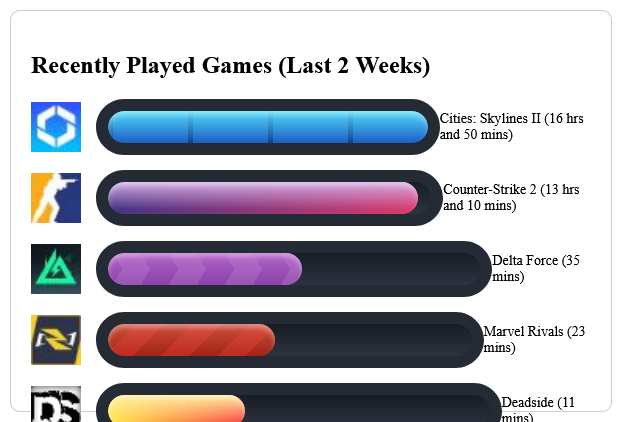 Recently Played Games (Last 2 Weeks)
Cities: Skylines II (16 hrs
and 50 mins)
Counter-Strike 2 (13 hrs
and 10 mins)
Delta Force (35
mins)
Marvel Rivals (23
mins)
DS
Deadside (11
mins)